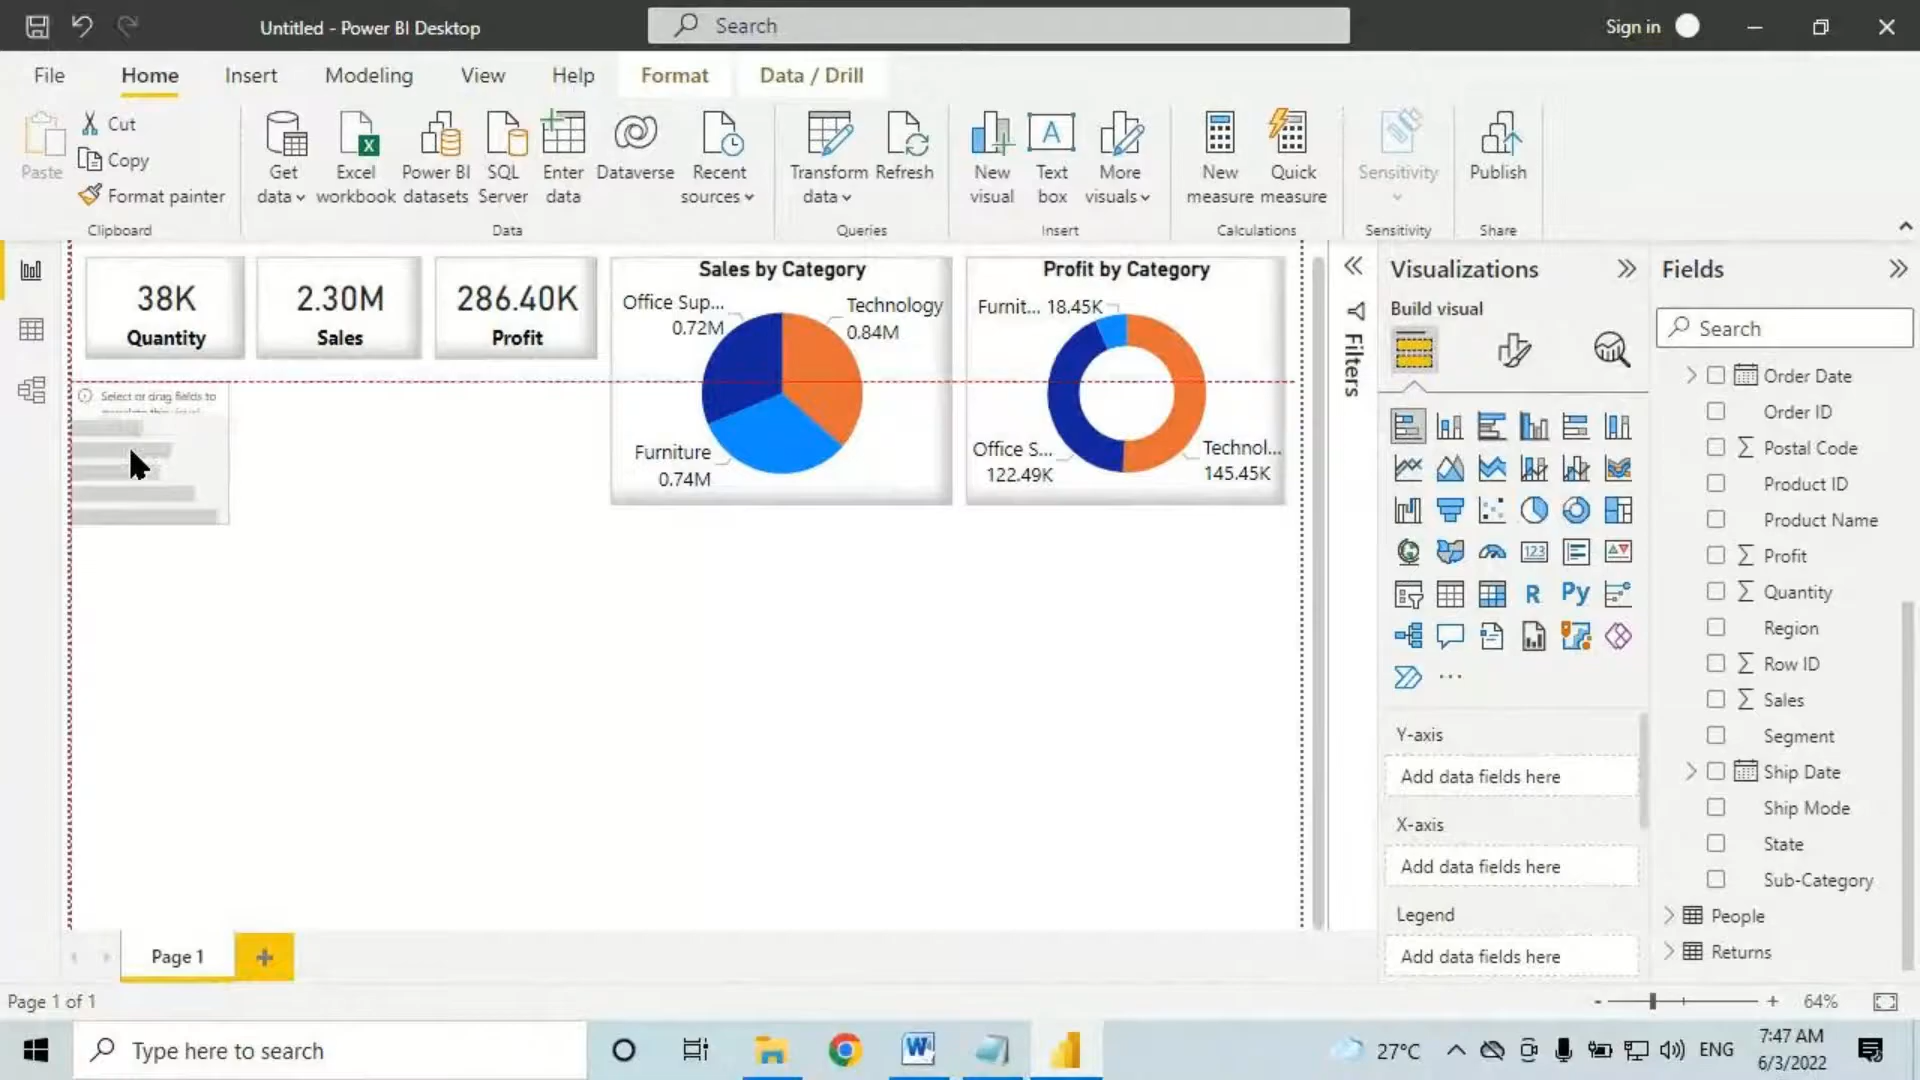 Untitled - Power BI Desktop
Search
Sign in
File
Home
Insert
Modeling
View
Help
Format
Data / Drill
Paste
Cut
Copy
Format painter
Clipboard
Get data
Excel workbook
Power BI datasets
SQL Server
Enter data
Dataverse
Recent sources
Data
Transform data
Refresh
Queries
New visual
A
Text box
More visuals
Insert
New measure
Quick measure
Calculations
Sensitivity
Sensitivity
Publish
Share
38K
Quantity
2.30M
Sales
286.40K
Profit
Sales by Category
Office Sup...
0.72M
Technology
0.84M
Furniture
0.74M
Profit by Category
Furnit... 18.45K
Office S...
122.49K
Technol...
145.45K
Select or drag fields to
Filters
Visualizations
Build visual
123
R
Py
Y-axis
Add data fields here
X-axis
Add data fields here
Legend
Add data fields here
Fields
Search
Order Date
Order ID
Postal Code
Product ID
Product Name
Profit
Quantity
Region
Row ID
Sales
Segment
Ship Date
Ship Mode
State
Sub-Category
People
Returns
Page 1
Page 1 of 1
64%
Type here to search
27°C
ENG
7:47 AM
6/3/2022